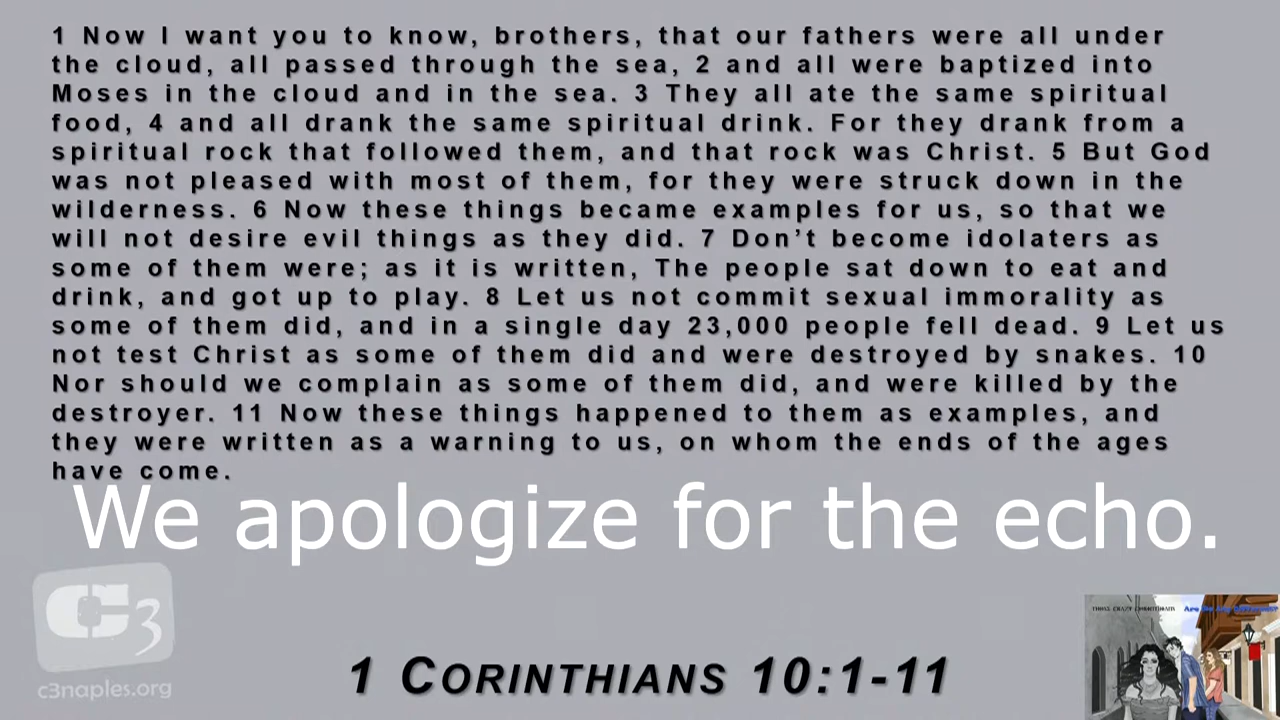 1 Now I want you to know, brothers, that our fathers were all under
the cloud, all passed through the sea, 2 and all were baptized into
Moses in the cloud and in the sea. 3 They all ate the same spiritual
food, 4 and all drank the same spiritual drink. For they drank from a
spiritual rock that followed them, and that rock was Christ. 5 But God
was not pleased with most of them, for they were struck down in the
wilderness. 6 Now these things became examples for us, so that we
will not desire evil things as they did. 7 Don’t become idolaters as
some of them were; as it is written, The people sat down to eat and
drink, and got up to play. 8 Let us not commit sexual immorality as
some of them did, and in a single day 23,000 people fell dead. 9 Let us
not test Christ as some of them did and were destroyed by snakes. 10
Nor should we complain as some of them did, and were killed by the
destroyer. 11 Now these things happened to them as examples, and
they were written as a warning to us, on whom the ends of the ages
have come.
We apologize for the echo.
C3
c3naples.org
Those Crazy Corinthians
Are We Any Different?
1 Corinthians 10:1-11